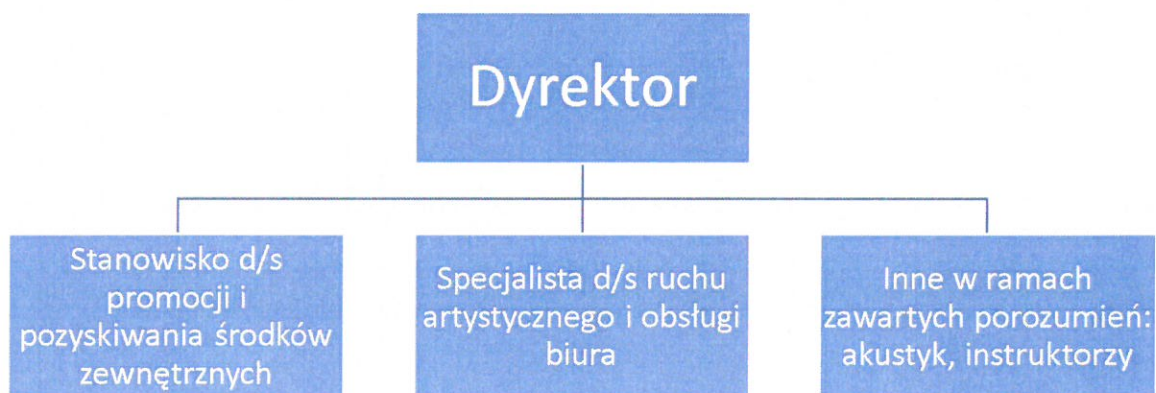 Dyrektor
Stanowisko d/s
promocji i
pozyskiwania środków
zewnętrznych
Specjalista d/s ruchu
artystycznego i obsługi
biura
Inne w ramach
zawartych porozumień:
akustyk, instruktorzy